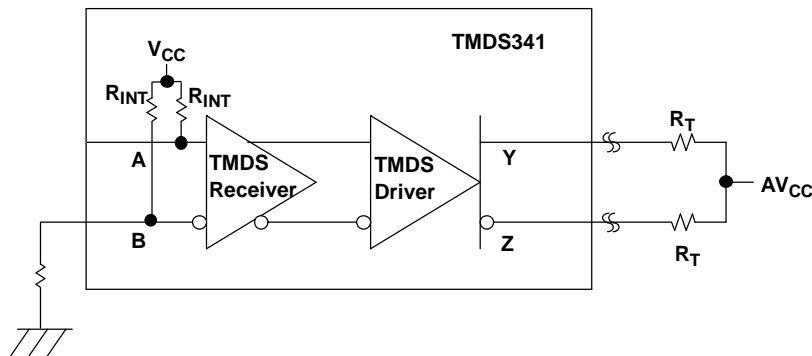 TMDS341
VCC
RINT
RINT
RT
A
TMDS
Receiver
TMDS
Driver
Y
AVCC
B
Z
RT